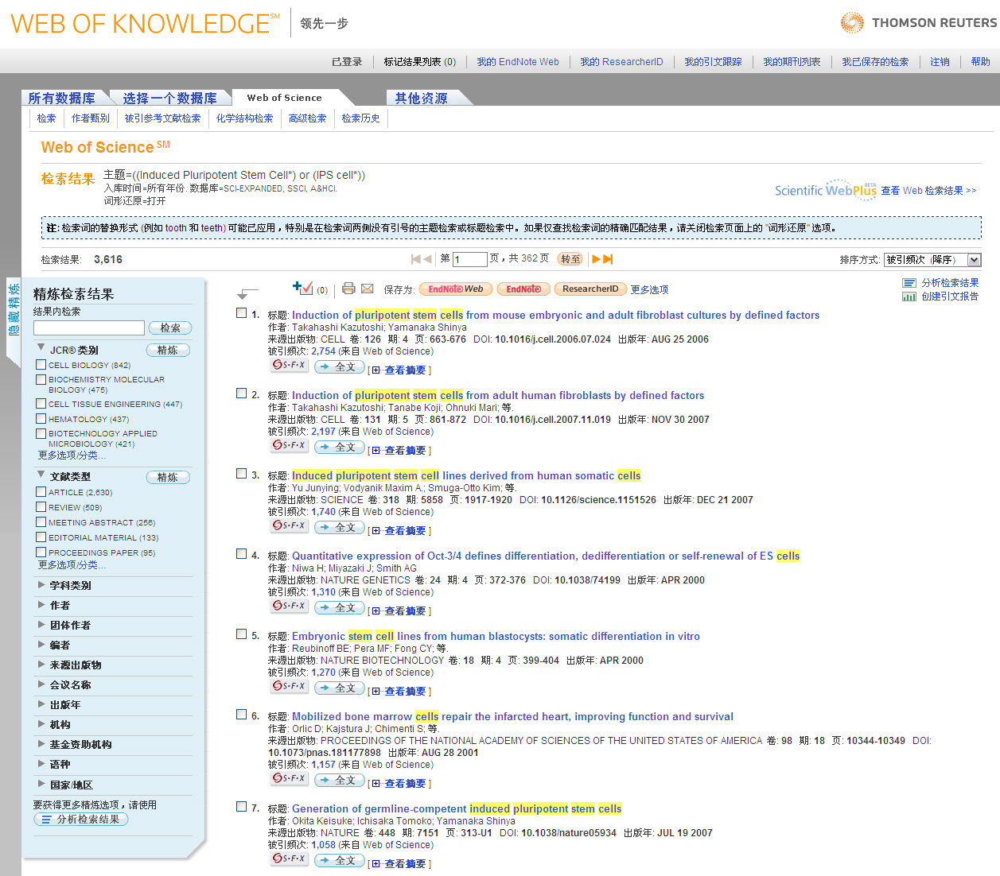 WEB OF KNOWLEDGE SM 领先一步
THOMSON REUTERS
已登录 标记结果列表 (0) 我的 EndNote Web 我的 ResearcherID 我的引文跟踪 我的期刊列表 我已保存的检索 注销 帮助
所有数据库 选择一个数据库 Web of Science 其他资源
检索 作者甄别 被引参考文献检索 化学结构检索 高级检索 检索历史
Web of Science SM
检索结果 主题=((Induced Pluripotent Stem Cell*) or (IPS cell*))
入库时间=所有年份. 数据库=SCI-EXPANDED, SSCI, A&HCI.
词形还原=打开
Scientific WebPlus BETA 查看 Web 检索结果 >>
注: 检索词的替换形式 (例如 tooth 和 teeth) 可能已应用，特别是在检索词两侧没有引号的主题检索或标题检索中。如果仅查找检索词的精确匹配结果，请关闭检索页面上的 "词形还原" 选项。
检索结果: 3,616 第 1 页，共 362 页 转至 排序方式: 被引频次 (降序)
隐藏精炼
精炼检索结果
结果内检索
检索
JCR® 类别 精炼
CELL BIOLOGY (842)
BIOCHEMISTRY MOLECULAR
BIOLOGY (475)
CELL TISSUE ENGINEERING (447)
HEMATOLOGY (437)
BIOTECHNOLOGY APPLIED
MICROBIOLOGY (421)
更多选项/分类...
文献类型 精炼
ARTICLE (2,630)
REVIEW (509)
MEETING ABSTRACT (256)
EDITORIAL MATERIAL (133)
PROCEEDINGS PAPER (96)
更多选项/分类...
学科类别
作者
团体作者
编者
来源出版物
会议名称
出版年
机构
基金资助机构
语种
国家/地区
要获得更多精炼选项，请使用
分析检索结果
(0) 保存为: EndNote Web EndNote ResearcherID 更多选项
分析检索结果
创建引文报告
1. 标题: Induction of pluripotent stem cells from mouse embryonic and adult fibroblast cultures by defined factors
作者: Takahashi Kazutoshi; Yamanaka Shinya
来源出版物: CELL 卷: 126 期: 4 页: 663-676 DOI: 10.1016/j.cell.2006.07.024 出版年: AUG 25 2006
被引频次: 2,754 (来自 Web of Science)
S·F·X 全文 [ 查看摘要 ]
2. 标题: Induction of pluripotent stem cells from adult human fibroblasts by defined factors
作者: Takahashi Kazutoshi; Tanabe Koji; Ohnuki Mari; 等.
来源出版物: CELL 卷: 131 期: 5 页: 861-872 DOI: 10.1016/j.cell.2007.11.019 出版年: NOV 30 2007
被引频次: 2,197 (来自 Web of Science)
S·F·X 全文 [ 查看摘要 ]
3. 标题: Induced pluripotent stem cell lines derived from human somatic cells
作者: Yu Junying; Vodyanik Maxim A.; Smuga-Otto Kim; 等.
来源出版物: SCIENCE 卷: 318 期: 5858 页: 1917-1920 DOI: 10.1126/science.1151526 出版年: DEC 21 2007
被引频次: 1,740 (来自 Web of Science)
S·F·X 全文 [ 查看摘要 ]
4. 标题: Quantitative expression of Oct-3/4 defines differentiation, dedifferentiation or self-renewal of ES cells
作者: Niwa H; Miyazaki J; Smith AG
来源出版物: NATURE GENETICS 卷: 24 期: 4 页: 372-376 DOI: 10.1038/74199 出版年: APR 2000
被引频次: 1,310 (来自 Web of Science)
S·F·X 全文 [ 查看摘要 ]
5. 标题: Embryonic stem cell lines from human blastocysts: somatic differentiation in vitro
作者: Reubinoff BE; Pera MF; Fong CY; 等.
来源出版物: NATURE BIOTECHNOLOGY 卷: 18 期: 4 页: 399-404 出版年: APR 2000
被引频次: 1,270 (来自 Web of Science)
S·F·X 全文 [ 查看摘要 ]
6. 标题: Mobilized bone marrow cells repair the infarcted heart, improving function and survival
作者: Orlic D; Kajstura J; Chimenti S; 等.
来源出版物: PROCEEDINGS OF THE NATIONAL ACADEMY OF SCIENCES OF THE UNITED STATES OF AMERICA 卷: 98 期: 18 页: 10344-10349 DOI:
10.1073/pnas.181177898 出版年: AUG 28 2001
被引频次: 1,157 (来自 Web of Science)
S·F·X 全文 [ 查看摘要 ]
7. 标题: Generation of germline-competent induced pluripotent stem cells
作者: Okita Keisuke; Ichisaka Tomoko; Yamanaka Shinya
来源出版物: NATURE 卷: 448 期: 7151 页: 313-U1 DOI: 10.1038/nature05934 出版年: JUL 19 2007
被引频次: 1,058 (来自 Web of Science)
S·F·X 全文 [ 查看摘要 ]